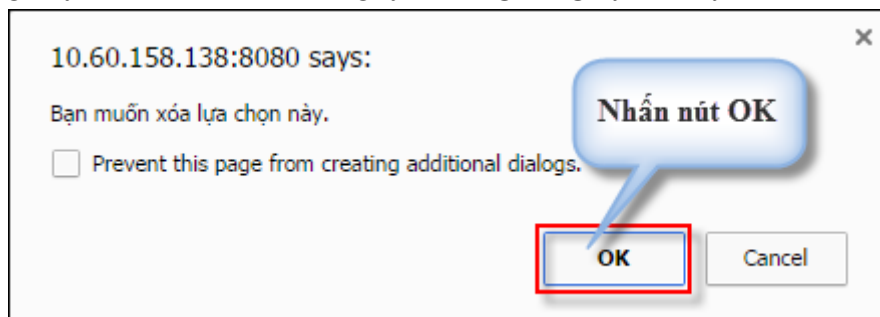 10.60.158.138:8080 says:
Bạn muốn xóa lựa chọn này.
Nhấn nút OK
Prevent this page from creating additional dialogs.
OK
Cancel